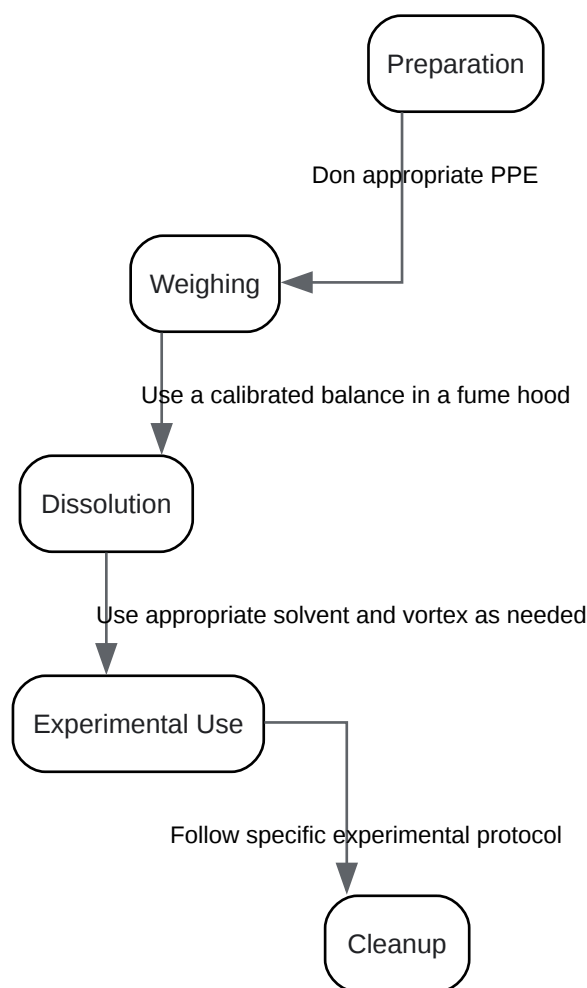 Preparation
Don appropriate PPE
Weighing
Use a calibrated balance in a fume hood
Dissolution
Use appropriate solvent and vortex as needed
Experimental Use
Follow specific experimental protocol
Cleanup